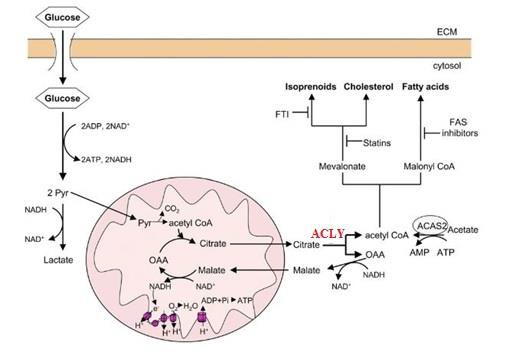 Glucose
ECM
cytosol
Glucose
Isoprenoids Cholesterol Fatty acids
FTI
2ADP, 2NAD⁺
FAS
inhibitors
Statins
2ATP, 2NADH
Mevalonate Malonyl CoA
2 Pyr
CO₂
NADH
Pyr acetyl CoA
ACLY acetyl CoA ACAS2 Acetate
NAD⁺
Citrate Citrate
OAA AMP ATP
Lactate
OAA
Malate Malate
NADH
NADH NAD⁺
NAD⁺
e⁻ O₂ H₂O ADP+Pi ATP
H⁺ H⁺ H⁺ H⁺